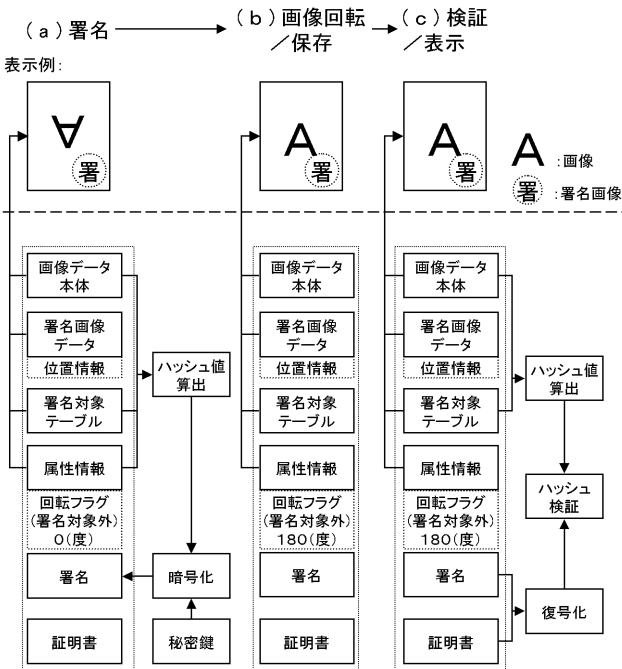 (a)署名
(b)画像回転
／保存
(c)検証
／表示
表示例：
A
署
A
署
A
署
A：画像
署：署名画像
画像データ
本体
署名画像
データ
位置情報
署名対象
テーブル
属性情報
回転フラグ
(署名対象外)
0(度)
署名
証明書
ハッシュ値
算出
暗号化
秘密鍵
画像データ
本体
署名画像
データ
位置情報
署名対象
テーブル
属性情報
回転フラグ
(署名対象外)
180(度)
署名
証明書
画像データ
本体
署名画像
データ
位置情報
署名対象
テーブル
属性情報
回転フラグ
(署名対象外)
180(度)
署名
証明書
ハッシュ値
算出
ハッシュ
検証
復号化